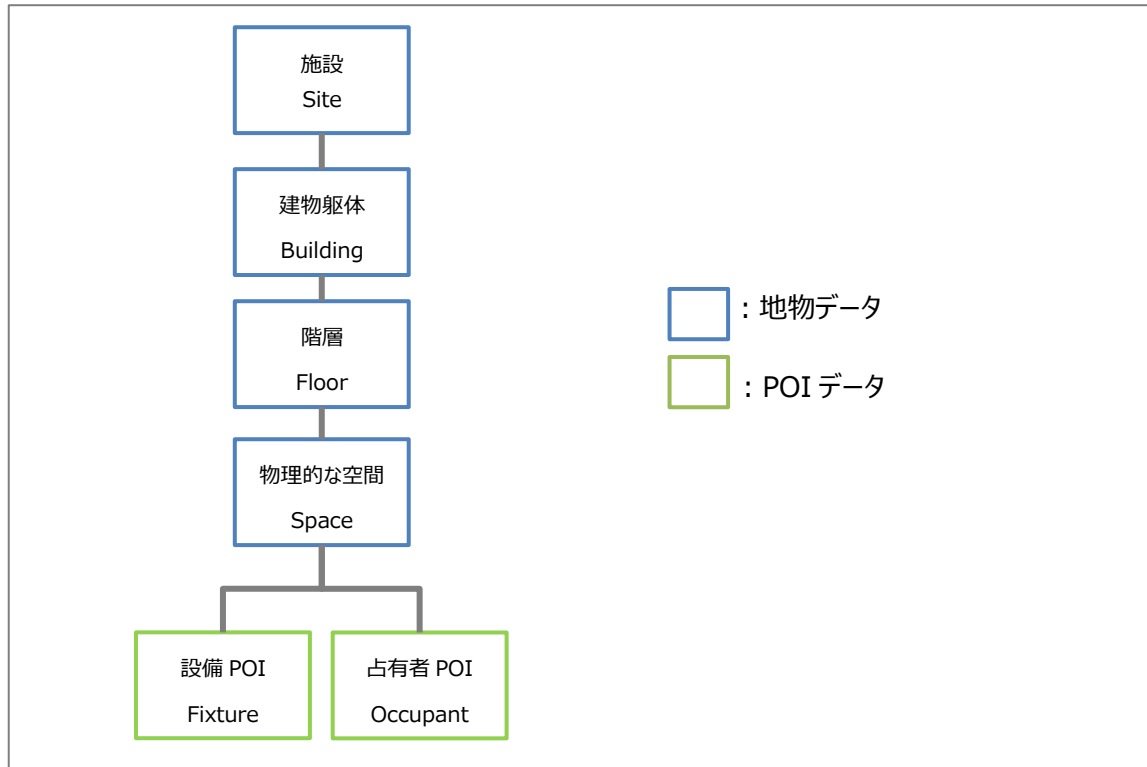 施設
Site
建物躯体
Building
階層
Floor
物理的な空間
Space
設備 POI
Fixture
占有者 POI
Occupant
：地物データ
：POI データ